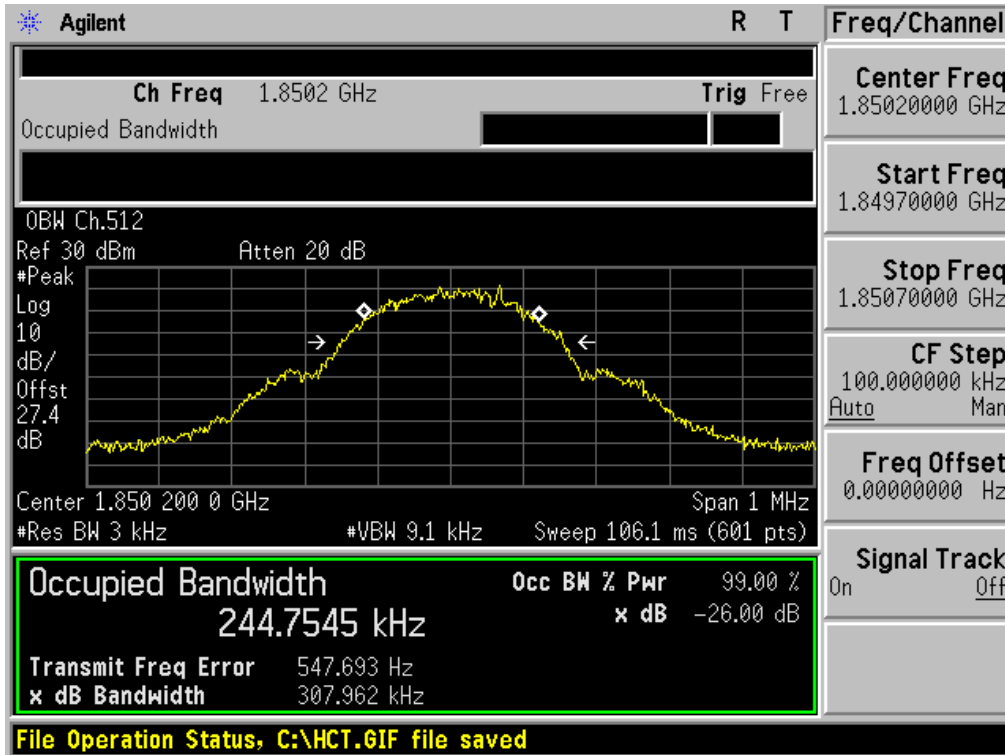 Agilent R T
Ch Freq 1.8502 GHz Trig Free
Occupied Bandwidth
OBW Ch.512
Ref 30 dBm Atten 20 dB
#Peak
Log
10
dB/
Offst
27.4
dB
Center 1.850 200 0 GHz Span 1 MHz
#Res BW 3 kHz #VBW 9.1 kHz Sweep 106.1 ms (601 pts)
Occupied Bandwidth
244.7545 kHz
Occ BW % Pwr 99.00 %
x dB -26.00 dB
Transmit Freq Error 547.693 Hz
x dB Bandwidth 307.962 kHz
File Operation Status, C:\HCT.GIF file saved
Freq/Channel
Center Freq
1.85020000 GHz
Start Freq
1.84970000 GHz
Stop Freq
1.85070000 GHz
CF Step
100.000000 kHz
Auto Man
Freq Offset
0.00000000 Hz
Signal Track
On Off